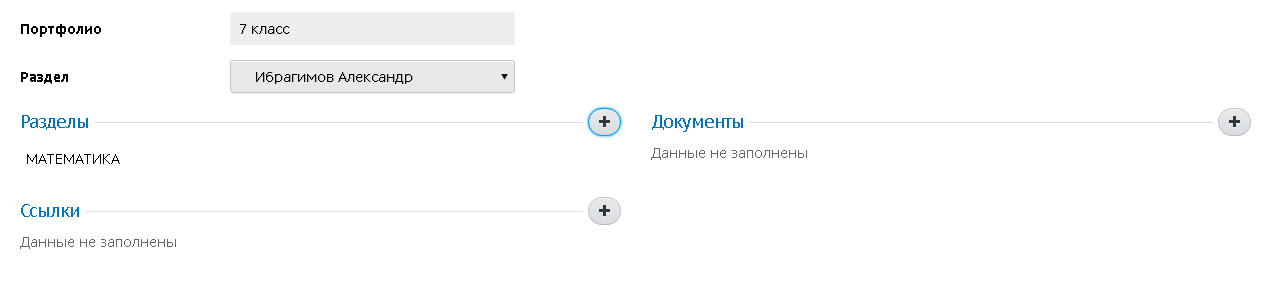 Портфолио 7 класс
Раздел Ибрагимов Александр
Разделы
МАТЕМАТИКА
Ссылки
Данные не заполнены
Документы
Данные не заполнены